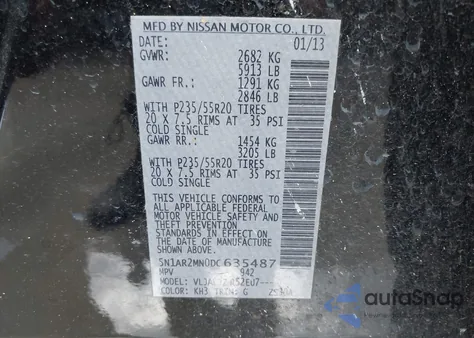 MFD BY NISSAN MOTOR CO., LTD.
DATE: 01/13
GVWR: 2682 KG
5913 LB
GAWR FR.: 1291 KG
2846 LB
WITH P235/55R20 TIRES
20 X 7.5 RIMS AT 35 PSI
COLD SINGLE
GAWR RR.: 1454 KG
3205 LB
WITH P235/55R20 TIRES
20 X 7.5 RIMS AT 35 PSI
COLD SINGLE
THIS VEHICLE CONFORMS TO
ALL APPLICABLE FEDERAL
MOTOR VEHICLE SAFETY AND
THEFT PREVENTION
STANDARDS IN EFFECT ON
THE DATE OF MANUFACTURE
SHOWN ABOVE.
5N1AR2MN0DC635487
MPV 942
MODEL:
COLOR: KH3 TRIM: G
autoSnap
POWERED BY